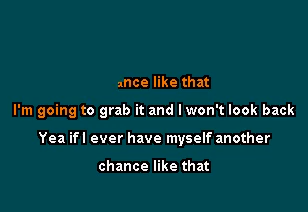 ance like that
I'm going to grab it and I won't look back
Yea if I ever have myself another
chance like that